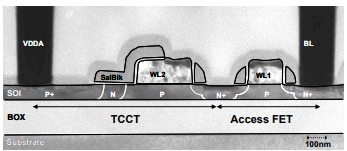 VDDA
BL
SalBlk
WL2
WL1
SOI
P+
N
P
N+
P
N+
BOX
TCCT
Access FET
Substrate
100nm